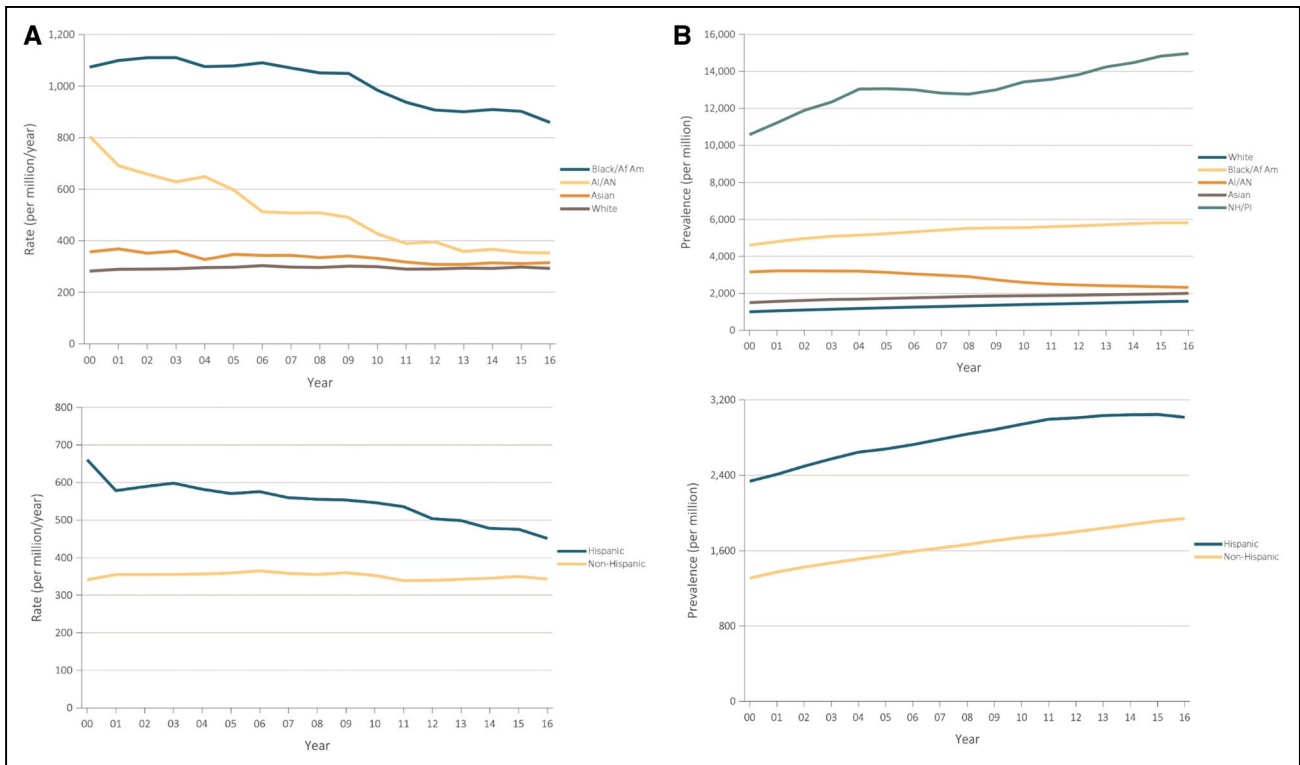 A
1,200
1,000
800
600
400
200
0
Rate (per million/year)
00 01 02 03 04 05 06 07 08 09 10 11 12 13 14 15 16
Year
Black/Af Am
AI/AN
Asian
White
B
16,000
14,000
12,000
10,000
8,000
6,000
4,000
2,000
0
Prevalence (per million)
00 01 02 03 04 05 06 07 08 09 10 11 12 13 14 15 16
Year
White
Black/Af Am
AI/AN
Asian
NH/PI
800
700
600
500
400
300
200
100
0
Rate (per million/year)
00 01 02 03 04 05 06 07 08 09 10 11 12 13 14 15 16
Year
Hispanic
Non-Hispanic
3,200
2,400
1,600
800
0
Prevalence (per million)
00 01 02 03 04 05 06 07 08 09 10 11 12 13 14 15 16
Year
Hispanic
Non-Hispanic